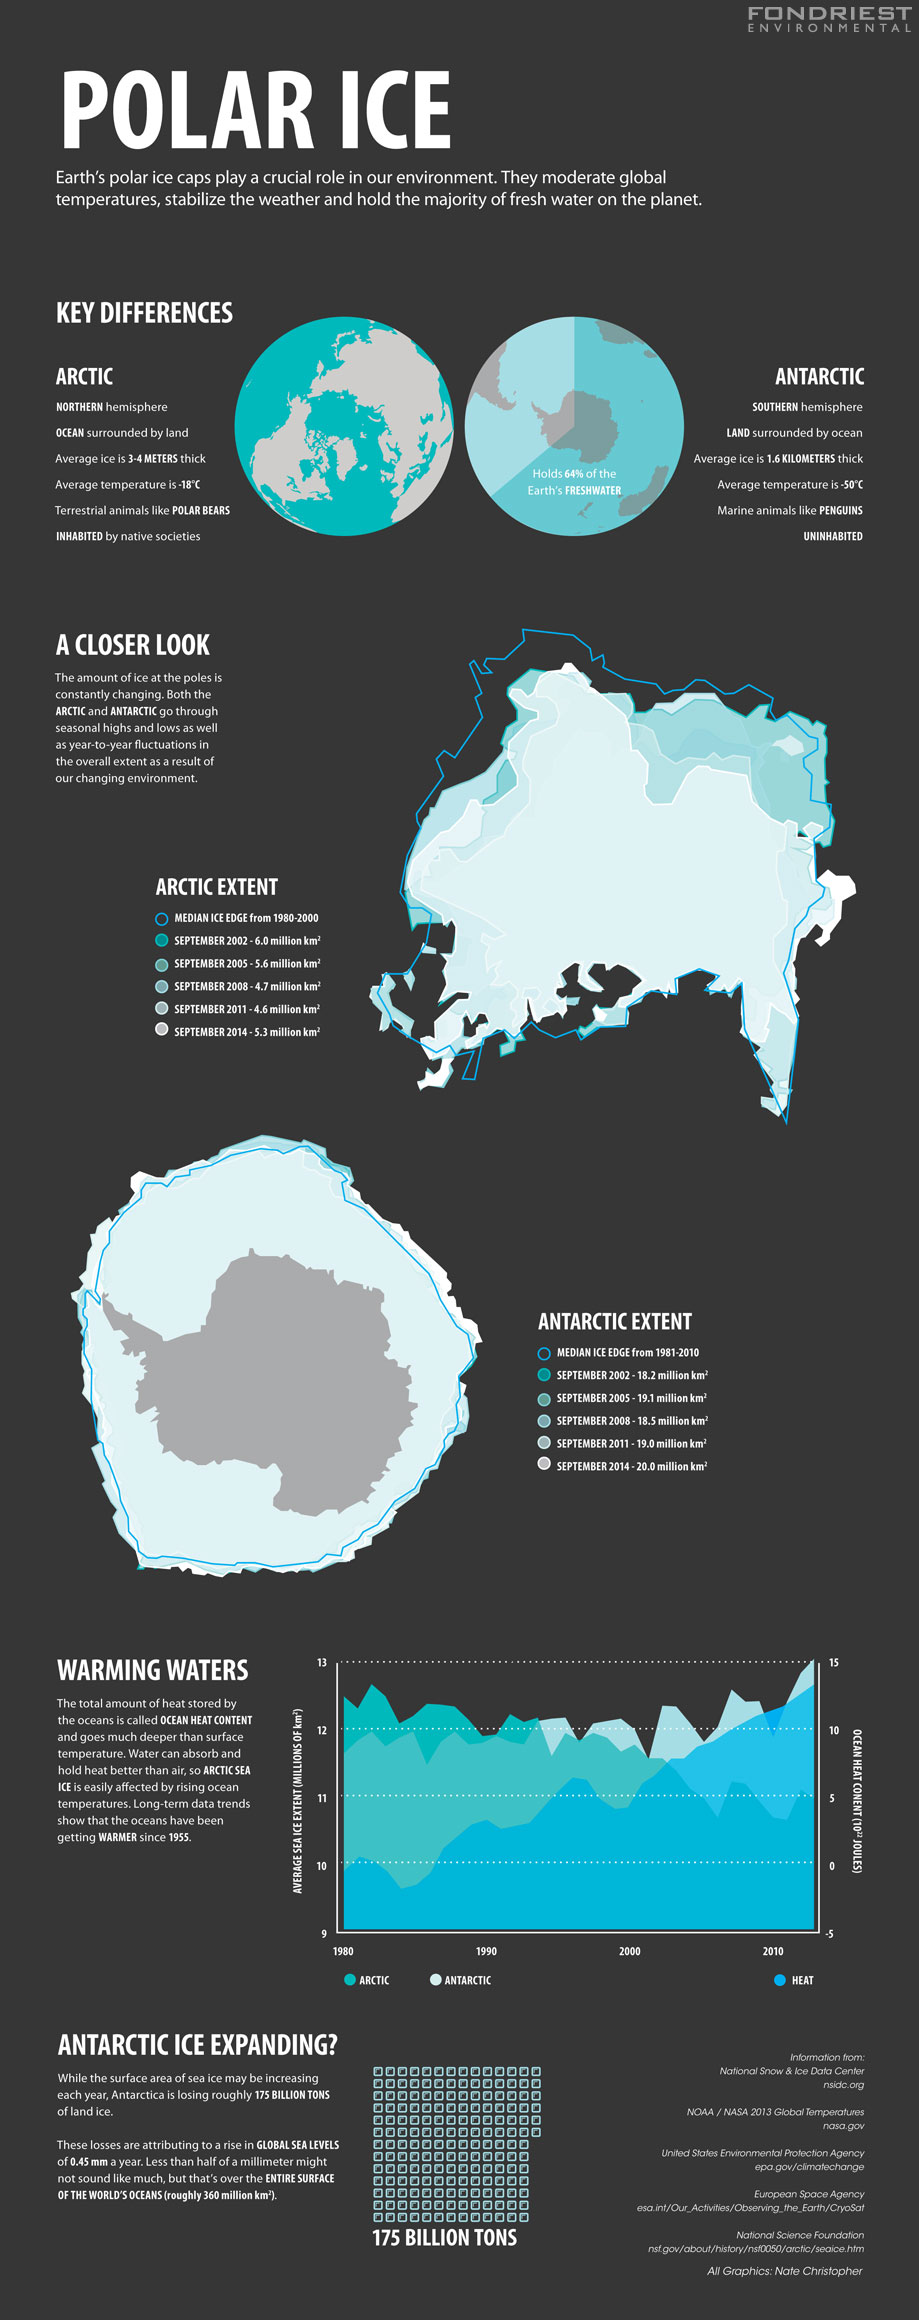 FONDRIEST
ENVIRONMENTAL
POLAR ICE
Earth's polar ice caps play a crucial role in our environment. They moderate global
temperatures, stabilize the weather and hold the majority of fresh water on the planet.
KEY DIFFERENCES
ARCTIC
NORTHERN hemisphere
OCEAN surrounded by land
Average ice is 3-4 METERS thick
Average temperature is -18°C
Terrestrial animals like POLAR BEARS
INHABITED by native societies
Holds 64% of the
Earth's FRESHWATER
ANTARCTIC
SOUTHERN hemisphere
LAND surrounded by ocean
Average ice is 1.6 KILOMETERS thick
Average temperature is -50°C
Marine animals like PENGUINS
UNINHABITED
A CLOSER LOOK
The amount of ice at the poles is
constantly changing. Both the
ARCTIC and ANTARCTIC go through
seasonal highs and lows as well
as year-to-year fluctuations in
the overall extent as a result of
our changing environment.
ARCTIC EXTENT
MEDIAN ICE EDGE from 1980-2000
SEPTEMBER 2002 - 6.0 million km²
SEPTEMBER 2005 - 5.6 million km²
SEPTEMBER 2008 - 4.7 million km²
SEPTEMBER 2011 - 4.6 million km²
SEPTEMBER 2014 - 5.3 million km²
ANTARCTIC EXTENT
MEDIAN ICE EDGE from 1981-2010
SEPTEMBER 2002 - 18.2 million km²
SEPTEMBER 2005 - 19.1 million km²
SEPTEMBER 2008 - 18.5 million km²
SEPTEMBER 2011 - 19.0 million km²
SEPTEMBER 2014 - 20.0 million km²
WARMING WATERS
The total amount of heat stored by
the oceans is called OCEAN HEAT CONTENT
and goes much deeper than surface
temperature. Water can absorb and
hold heat better than air, so ARCTIC SEA
ICE is easily affected by rising ocean
temperatures. Long-term data trends
show that the oceans have been
getting WARMER since 1955.
AVERAGE SEA ICE EXTENT (MILLIONS OF km²)
13
12
11
10
9
15
10
5
0
-5
OCEAN HEAT CONENT (10²² JOULES)
1980
1990
2000
2010
ARCTIC
ANTARCTIC
HEAT
ANTARCTIC ICE EXPANDING?
While the surface area of sea ice may be increasing
each year, Antarctica is losing roughly 175 BILLION TONS
of land ice.
These losses are attributing to a rise in GLOBAL SEA LEVELS
of 0.45 mm a year. Less than half of a millimeter might
not sound like much, but that's over the ENTIRE SURFACE
OF THE WORLD'S OCEANS (roughly 360 million km²).
175 BILLION TONS
Information from:
National Snow & Ice Data Center
nsidc.org
NOAA / NASA 2013 Global Temperatures
nasa.gov
United States Environmental Protection Agency
epa.gov/climatechange
European Space Agency
esa.int/Our_Activities/Observing_the_Earth/CryoSat
National Science Foundation
nsf.gov/about/history/nsf0050/arctic/seaice.htm
All Graphics: Nate Christopher